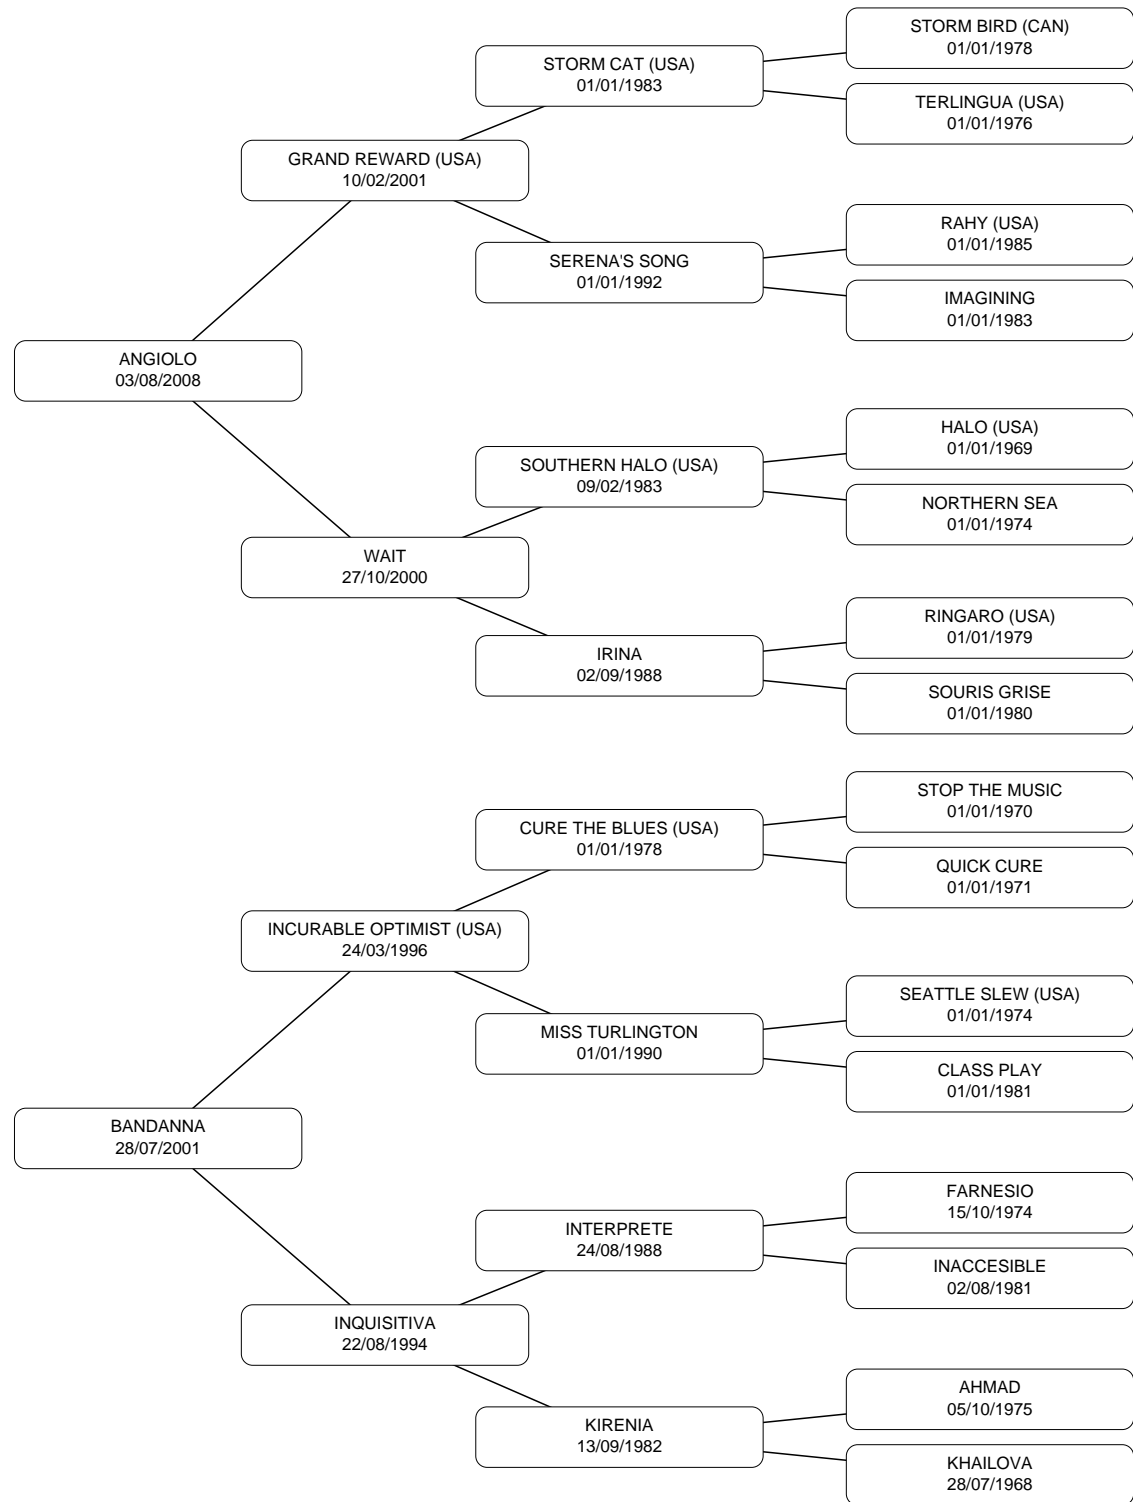 STORM BIRD (CAN)
01/01/1978
STORM CAT (USA)
01/01/1983
TERLINGUA (USA)
01/01/1976
GRAND REWARD (USA)
10/02/2001
RAHY (USA)
01/01/1985
SERENA'S SONG
01/01/1992
IMAGINING
01/01/1983
ANGIOLO
03/08/2008
HALO (USA)
01/01/1969
SOUTHERN HALO (USA)
09/02/1983
NORTHERN SEA
01/01/1974
WAIT
27/10/2000
RINGARO (USA)
01/01/1979
IRINA
02/09/1988
SOURIS GRISE
01/01/1980
STOP THE MUSIC
01/01/1970
CURE THE BLUES (USA)
01/01/1978
QUICK CURE
01/01/1971
INCURABLE OPTIMIST (USA)
24/03/1996
SEATTLE SLEW (USA)
01/01/1974
MISS TURLINGTON
01/01/1990
CLASS PLAY
01/01/1981
BANDANNA
28/07/2001
FARNESIO
15/10/1974
INTERPRETE
24/08/1988
INACCESIBLE
02/08/1981
INQUISITIVA
22/08/1994
AHMAD
05/10/1975
KIRENIA
13/09/1982
KHAILOVA
28/07/1968